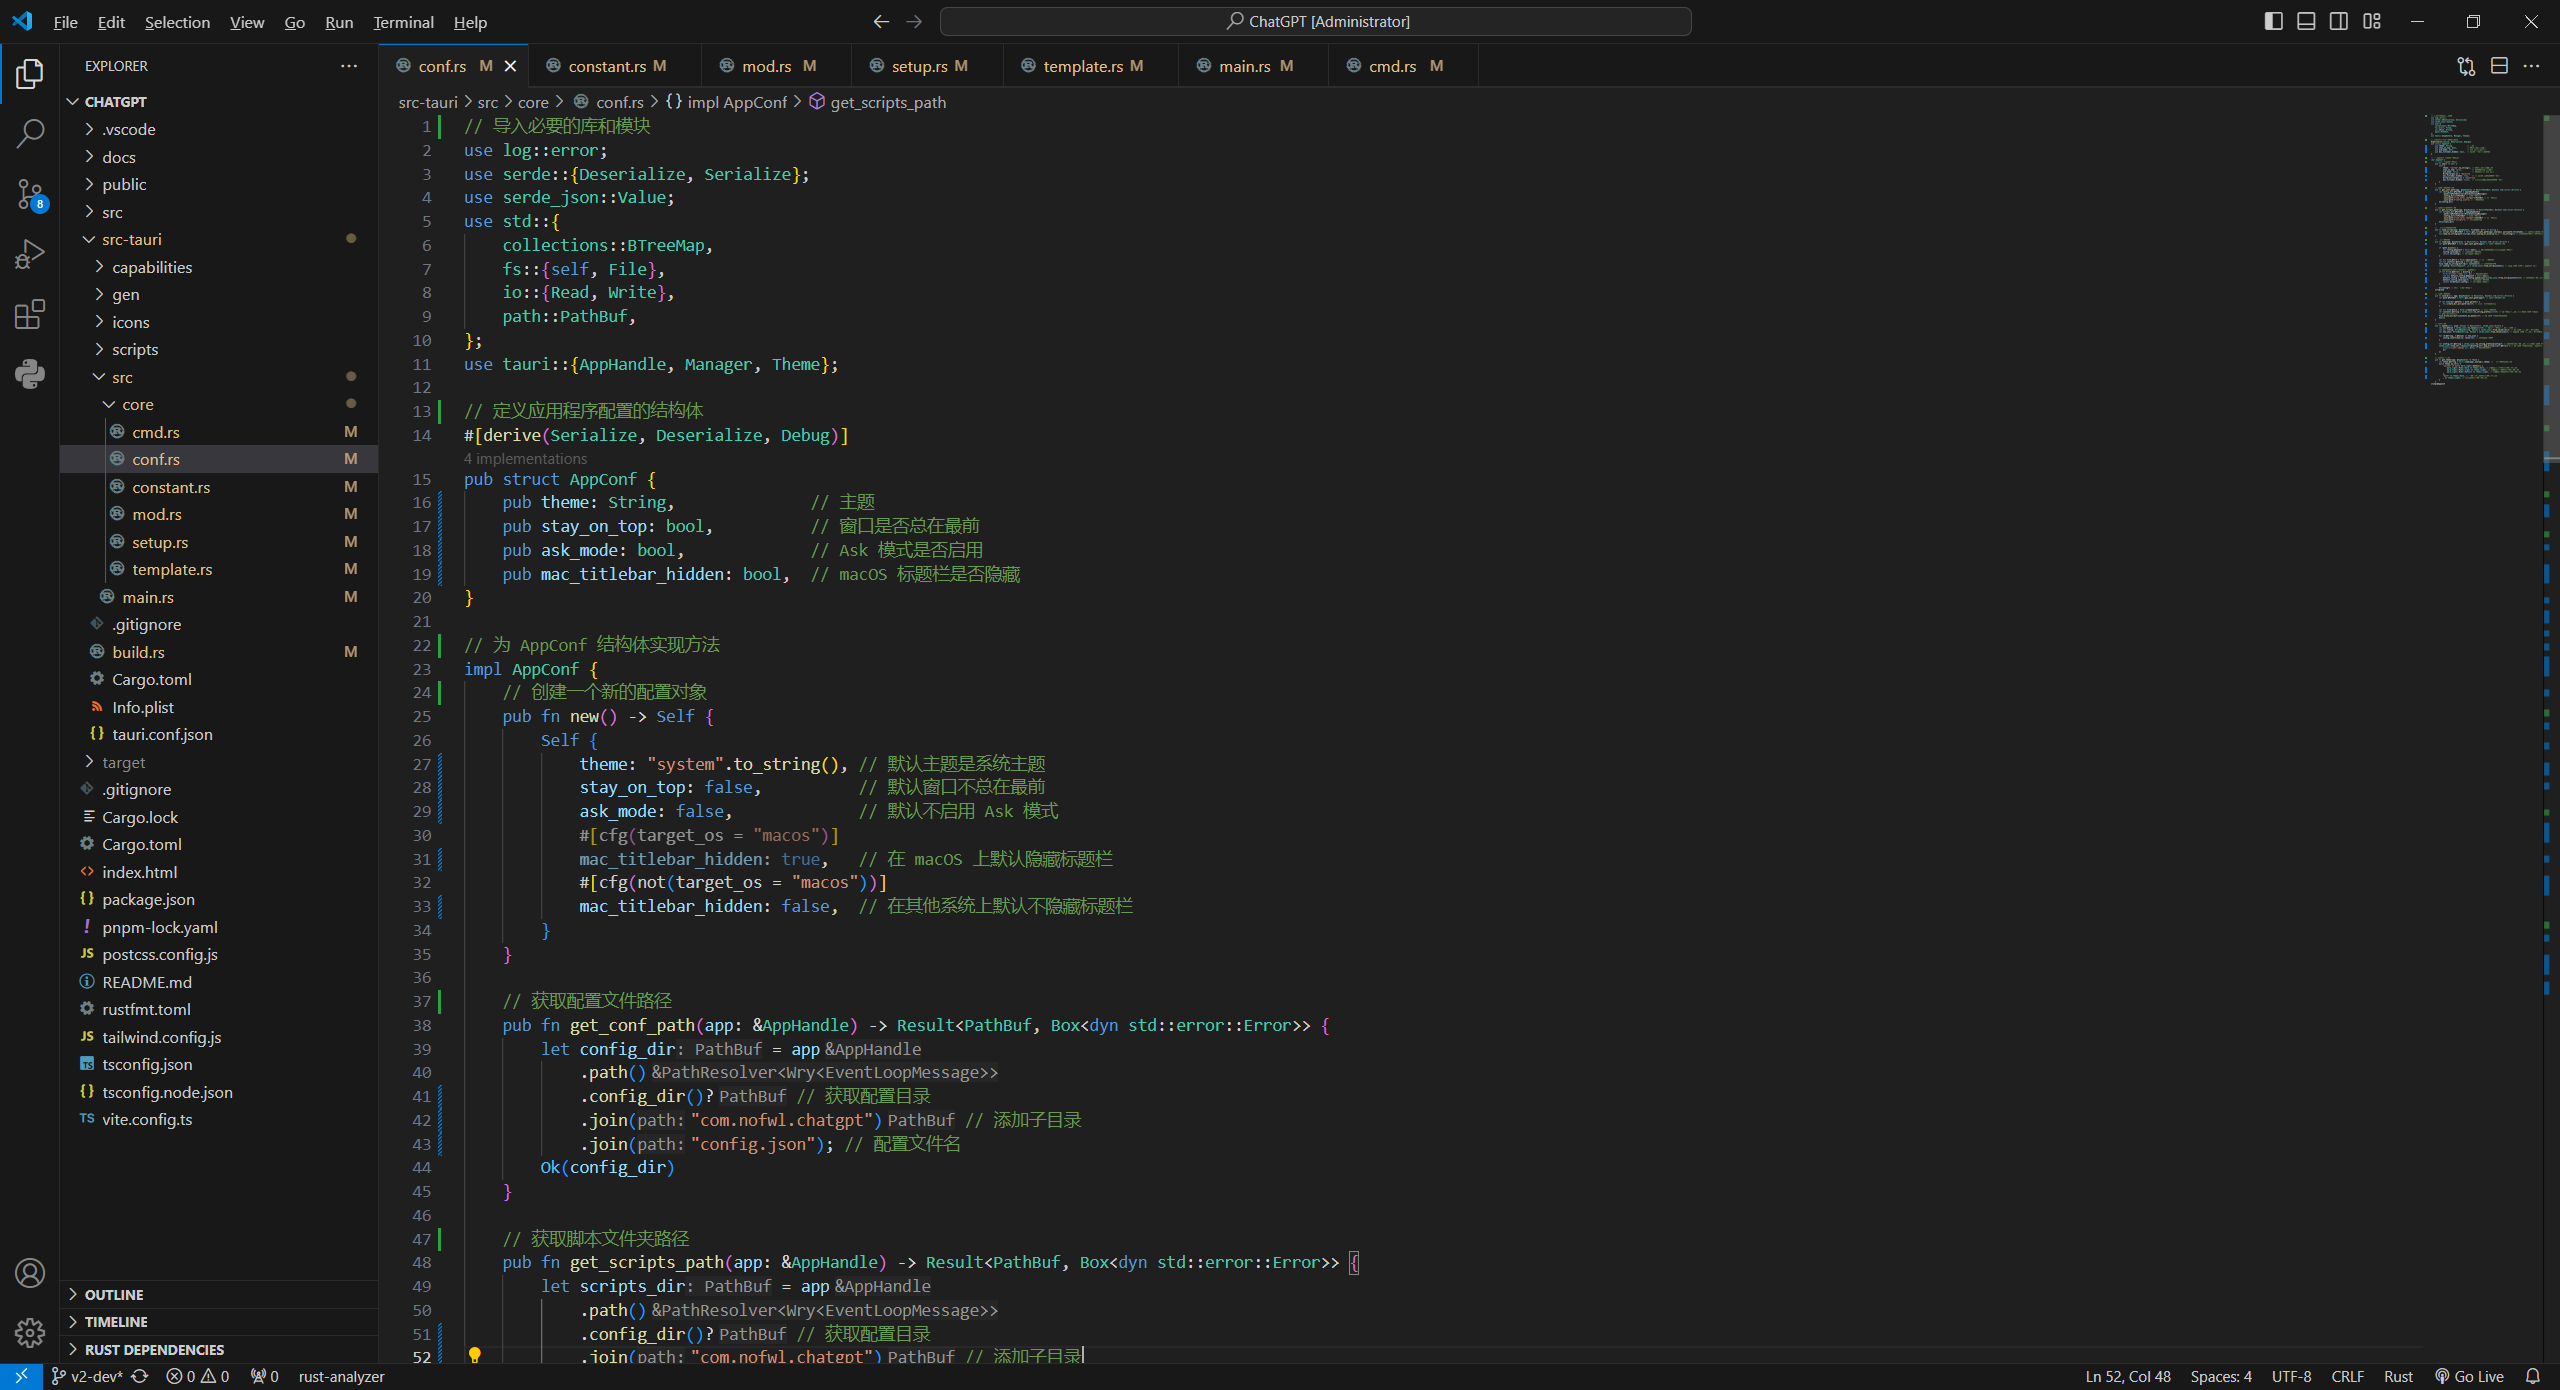 File Edit Selection View Go Run Terminal Help
ChatGPT [Administrator]
EXPLORER
CHATGPT
.vscode
docs
public
src
src-tauri
capabilities
gen
icons
scripts
src
core
cmd.rs M
conf.rs M
constant.rs M
mod.rs M
setup.rs M
template.rs M
main.rs M
.gitignore
build.rs M
Cargo.toml
Info.plist
tauri.conf.json
target
.gitignore
Cargo.lock
Cargo.toml
index.html
package.json
pnpm-lock.yaml
postcss.config.js
README.md
rustfmt.toml
tailwind.config.js
tsconfig.json
tsconfig.node.json
vite.config.ts
OUTLINE
TIMELINE
RUST DEPENDENCIES
8
conf.rs M constant.rs M mod.rs M setup.rs M template.rs M main.rs M cmd.rs M
src-tauri > src > core > conf.rs > {} impl AppConf > get_scripts_path
1 // 导入必要的库和模块
2 use log::error;
3 use serde::{Deserialize, Serialize};
4 use serde_json::Value;
5 use std::{
6 collections::BTreeMap,
7 fs::{self, File},
8 io::{Read, Write},
9 path::PathBuf,
10 };
11 use tauri::{AppHandle, Manager, Theme};
12
13 // 定义应用程序配置的结构体
14 #[derive(Serialize, Deserialize, Debug)]
4 implementations
15 pub struct AppConf {
16 pub theme: String, // 主题
17 pub stay_on_top: bool, // 窗口是否总在最前
18 pub ask_mode: bool, // Ask 模式是否启用
19 pub mac_titlebar_hidden: bool, // macOS 标题栏是否隐藏
20 }
21
22 // 为 AppConf 结构体实现方法
23 impl AppConf {
24 // 创建一个新的配置对象
25 pub fn new() -> Self {
26 Self {
27 theme: "system".to_string(), // 默认主题是系统主题
28 stay_on_top: false, // 默认窗口不总在最前
29 ask_mode: false, // 默认不启用 Ask 模式
30 #[cfg(target_os = "macos")]
31 mac_titlebar_hidden: true, // 在 macOS 上默认隐藏标题栏
32 #[cfg(not(target_os = "macos"))]
33 mac_titlebar_hidden: false, // 在其他系统上默认不隐藏标题栏
34 }
35 }
36
37 // 获取配置文件路径
38 pub fn get_conf_path(app: &AppHandle) -> Result<PathBuf, Box<dyn std::error::Error>> {
39 let config_dir: PathBuf = app &AppHandle
40 .path() &PathResolver<Wry<EventLoopMessage>>
41 .config_dir()? PathBuf // 获取配置目录
42 .join(path: "com.nofwl.chatgpt") PathBuf // 添加子目录
43 .join(path: "config.json"); // 配置文件名
44 Ok(config_dir)
45 }
46
47 // 获取脚本文件夹路径
48 pub fn get_scripts_path(app: &AppHandle) -> Result<PathBuf, Box<dyn std::error::Error>> {
49 let scripts_dir: PathBuf = app &AppHandle
50 .path() &PathResolver<Wry<EventLoopMessage>>
51 .config_dir()? PathBuf // 获取配置目录
52 .join(path: "com.nofwl.chatgpt") PathBuf // 添加子目录
v2-dev* 0 0 0 rust-analyzer Ln 52, Col 48 Spaces: 4 UTF-8 CRLF Rust Go Live